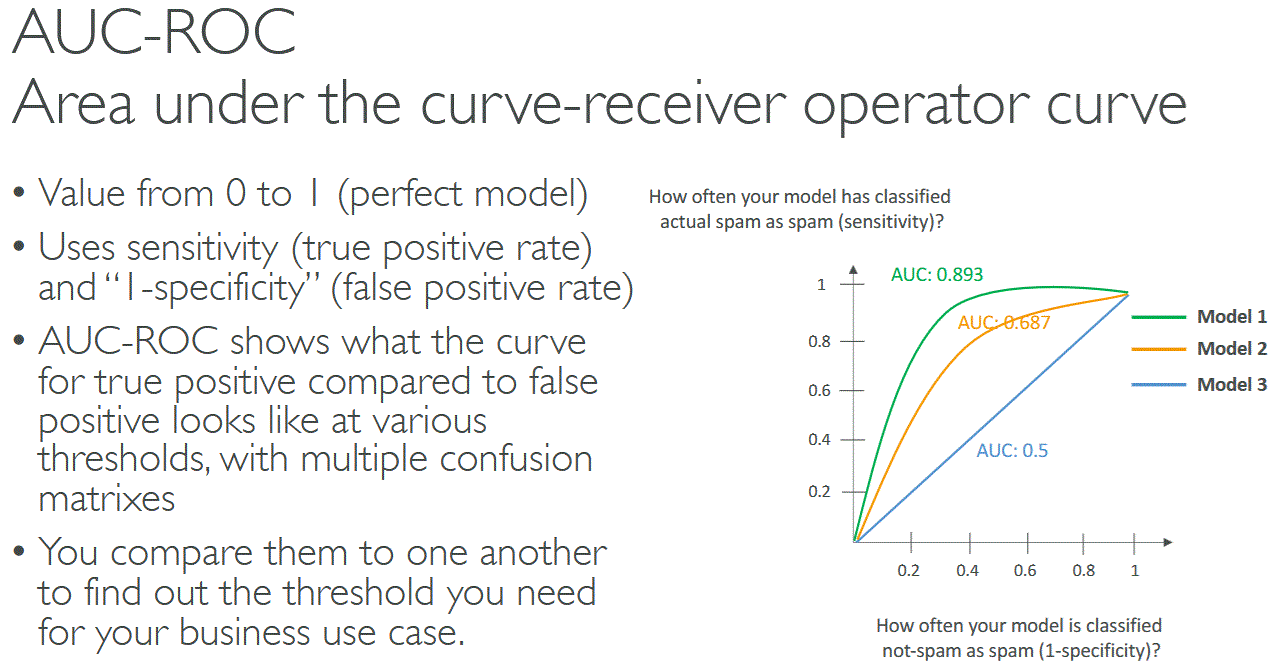 AUC-ROC
Area under the curve-receiver operator curve
• Value from 0 to 1 (perfect model)
• Uses sensitivity (true positive rate)
and “1-specificity” (false positive rate)
• AUC-ROC shows what the curve
for true positive compared to false
positive looks like at various
thresholds, with multiple confusion
matrixes
• You compare them to one another
to find out the threshold you need
for your business use case.
How often your model has classified
actual spam as spam (sensitivity)?
AUC: 0.893
1
AUC: 0.687
0.8
0.6
0.4
AUC: 0.5
0.2
Model 1
Model 2
Model 3
0.2 0.4 0.6 0.8 1
How often your model is classified
not-spam as spam (1-specificity)?